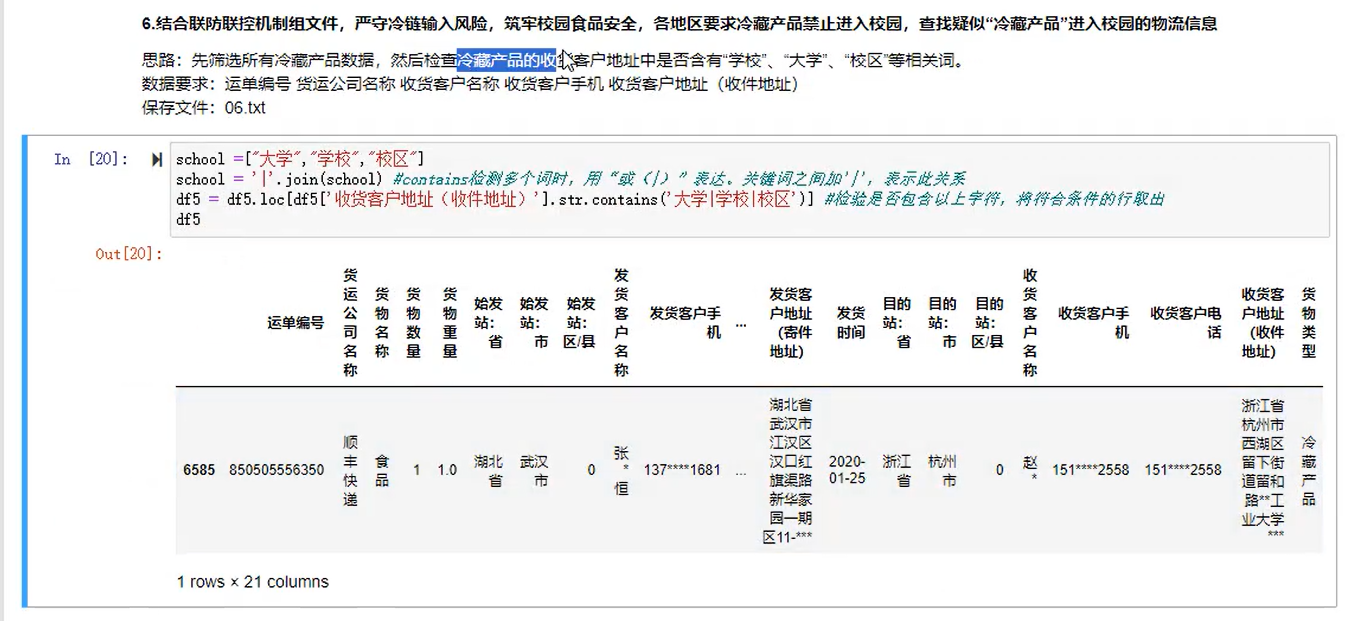 6.结合联防联控机制组文件，严守冷链输入风险，筑牢校园食品安全，各地区要求冷藏产品禁止进入校园，查找疑似“冷藏产品”进入校园的物流信息
思路：先筛选所有冷藏产品数据，然后检查冷藏产品的收货客户地址中是否含有“学校”、“大学”、“校区”等相关词。
数据要求：运单编号 货运公司名称 收货客户名称 收货客户手机 收货客户地址（收件地址）
保存文件：06.txt
In [20]:
school =["大学","学校","校区"]
school = '|'.join(school) #contains检测多个词时，用“或（|）”表达。关键词之间加'|'，表示此关系
df5 = df5.loc[df5['收货客户地址（收件地址）'].str.contains('大学|学校|校区')] #检验是否包含以上字符，将符合条件的行取出
df5
Out[20]:
运单编号 货运公司名称 货物名称 货物数量 货物重量 始发站：省 始发站：市 始发站：区/县 发货客户名称 发货客户手机 ... 发货客户地址（寄件地址） 发货时间 目的站：省 目的站：市 目的站：区/县 收货客户名称 收货客户手机 收货客户电话 收货客户地址（收件地址） 货物类型
6585 850505556350 顺丰快递 食品 1 1.0 湖北省 武汉市 0 张*恒 137****1681 ... 湖北省武汉市江汉区汉口红旗渠路新华家园一期区11-*** 2020-01-25 浙江省 杭州市 0 赵* 151****2558 151****2558 浙江省杭州市西湖区留下街道留和路**工业大学*** 冷藏产品
1 rows × 21 columns